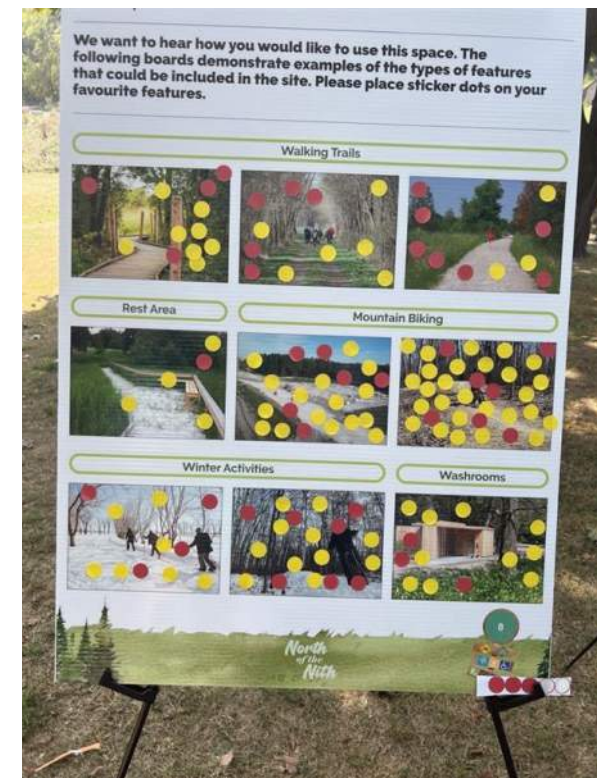 We want to hear how you would like to use this space. The
following boards demonstrate examples of the types of features
that could be included in the site. Please place sticker dots on your
favourite features.
Walking Trails
Rest Area
Mountain Biking
Winter Activities
Washrooms
North
of the
Nith
8